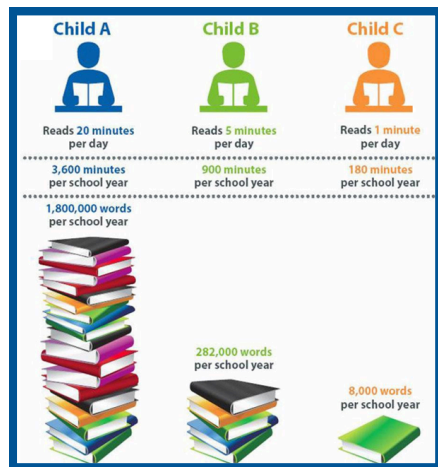 Child A
Reads 20 minutes
per day
3,600 minutes
per school year
1,800,000 words
per school year
Child B
Reads 5 minutes
per day
900 minutes
per school year
282,000 words
per school year
Child C
Reads 1 minute
per day
180 minutes
per school year
8,000 words
per school year